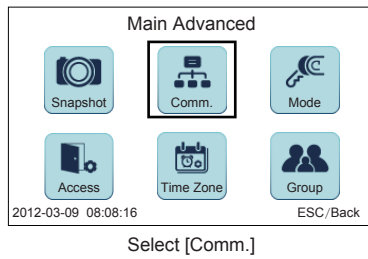 Main Advanced
Snapshot Comm. Mode
Access Time Zone Group
2012-03-09 08:08:16 ESC/Back
Select [Comm.]